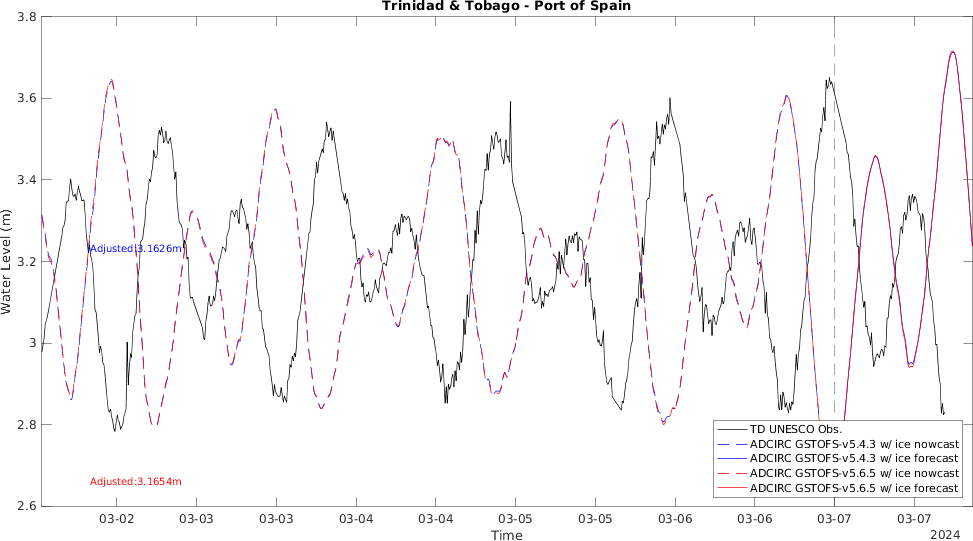 Trinidad & Tobago - Port of Spain
3.8
3.6
3.4
3.2
3
2.8
2.6
Water Level (m)
Adjusted:3.1626m
Adjusted:3.1654m
TD UNESCO Obs.
ADCIRC GSTOFS-v5.4.3 w/ ice nowcast
ADCIRC GSTOFS-v5.4.3 w/ ice forecast
ADCIRC GSTOFS-v5.6.5 w/ ice nowcast
ADCIRC GSTOFS-v5.6.5 w/ ice forecast
03-02 03-03 03-03 03-04 03-04 03-05 03-05 03-06 03-06 03-07 03-07
Time
2024